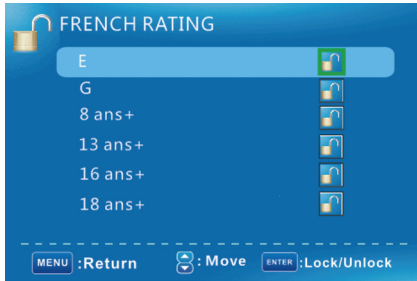 FRENCH RATING
E
G
8 ans+
13 ans+
16 ans+
18 ans+
MENU :Return : Move ENTER :Lock/Unlock